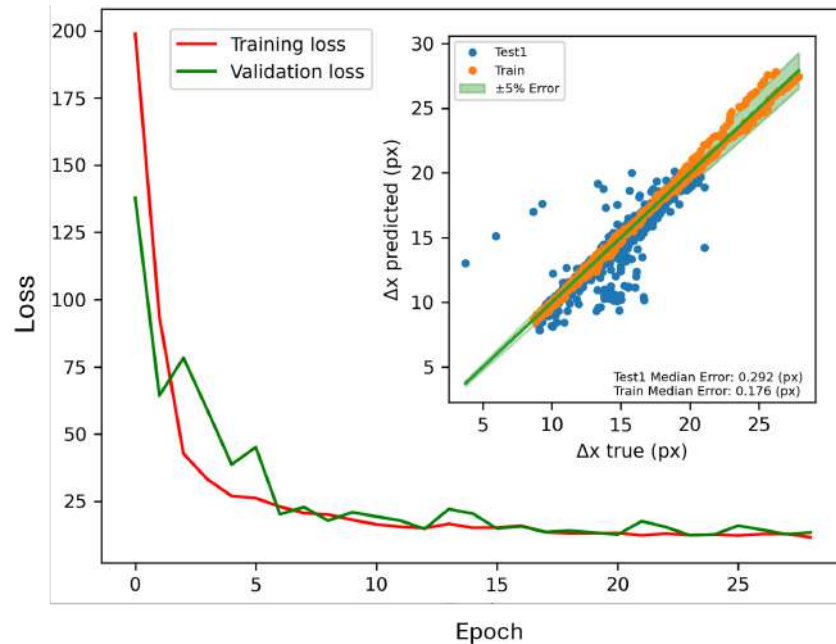 200
175
150
125
100
75
50
25
Loss
0
5
10
15
20
25
Epoch
Training loss
Validation loss
30
25
20
15
10
5
Δx predicted (px)
5
10
15
20
25
Δx true (px)
Test1
Train
±5% Error
Test1 Median Error: 0.292 (px)
Train Median Error: 0.176 (px)